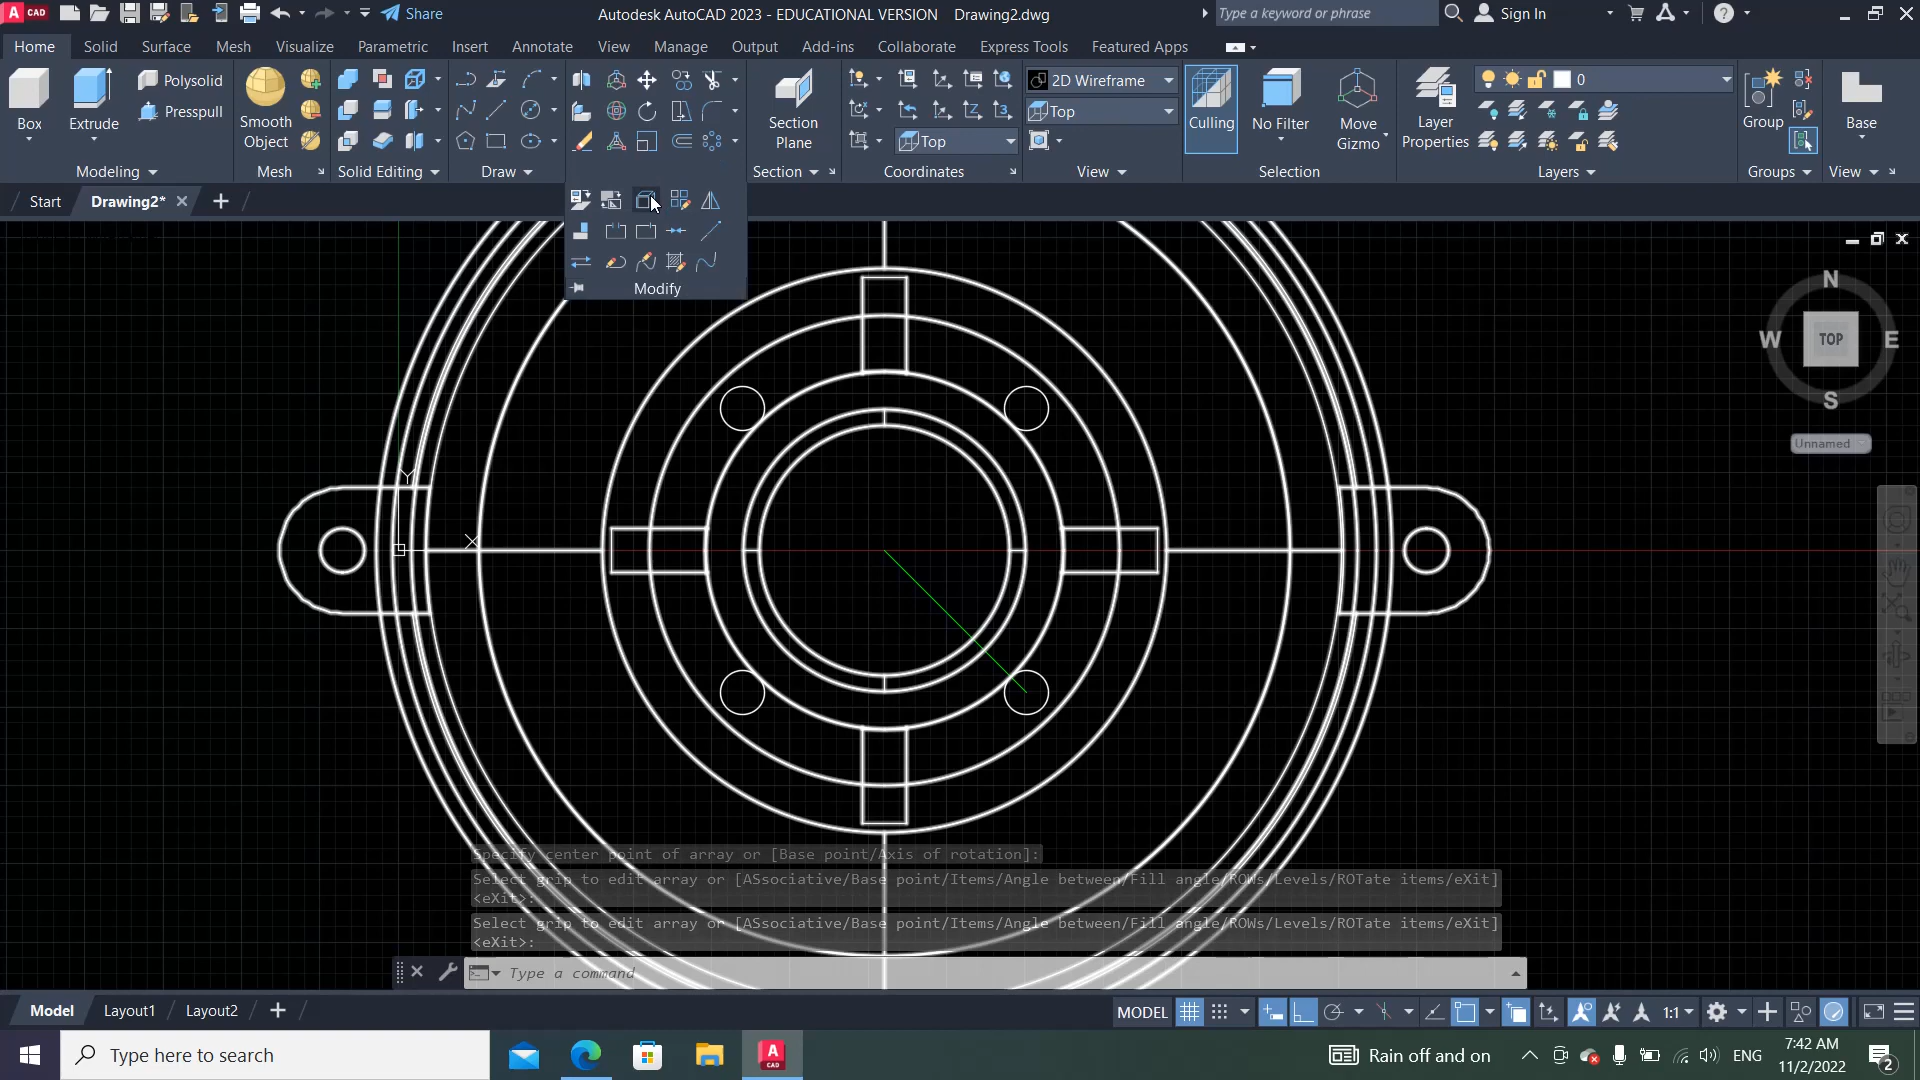 A CAD Share Autodesk AutoCAD 2023 - EDUCATIONAL VERSION Drawing2.dwg Type a keyword or phrase Sign In
Home Solid Surface Mesh Visualize Parametric Insert Annotate View Manage Output Add-ins Collaborate Express Tools Featured Apps
Box
Extrude
Polysolid
Presspull
Smooth
Object
Section
Plane
Top
2D Wireframe
Top
Culling
No Filter
Move
Gizmo
Layer
Properties
0
Group
Base
Modeling Mesh Solid Editing Draw Section Coordinates View Selection Layers Groups View
Start Drawing2*
Modify
N
W TOP E
S
Unnamed
Y
X
Specify center point of array or [Base point/Axis of rotation]:
Select grip to edit array or [ASsociative/Base point/Items/Angle between/Fill angle/ROWs/Levels/ROTate items/eXit]
<eXit>:
Select grip to edit array or [ASsociative/Base point/Items/Angle between/Fill angle/ROWs/Levels/ROTate items/eXit]
<eXit>:
Type a command
Model Layout1 Layout2 MODEL 1:1
Type here to search
A
CAD
Rain off and on
ENG
7:42 AM
11/2/2022
2